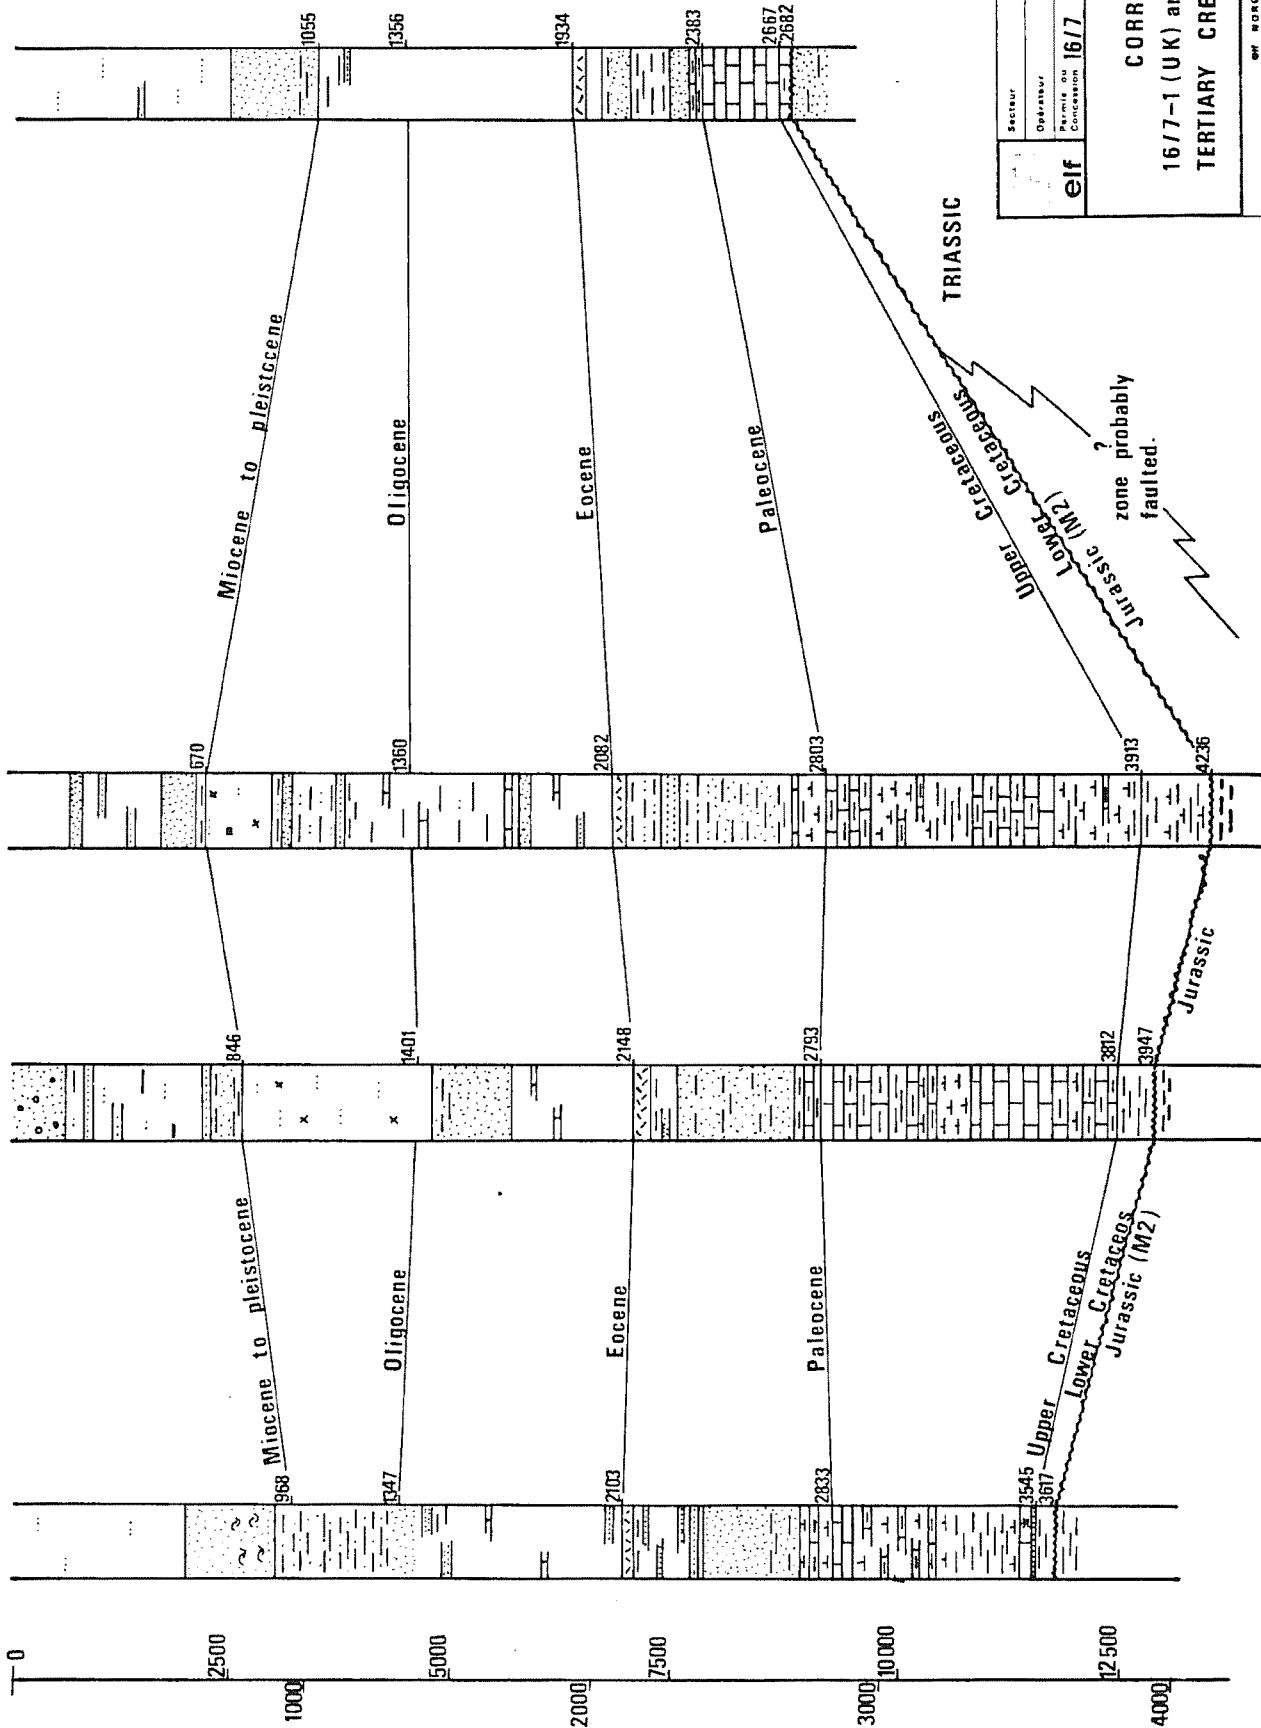 0
2500
5000
7500
10000
12500
1000
2000
3000
4000
968
1347
2103
2833
3545
3617
Miocene to pleistocene
Oligocene
Eocene
Paleocene
Upper Cretaceous
Lower Cretaceos
Jurassic (M2)
846
1401
2148
2793
3812
3947
Jurassic
670
1360
2082
2803
3913
4236
Miocene to pleistocene
Oligocene
Eocene
Paleocene
Upper Cretaceous
Lower Cretaceous
Jurassic (M2)
?
zone probably
faulted.
TRIASSIC
1055
1356
1934
2383
2667
2682
elf
Secteur
Opérateur
Permis ou
Concession 16/7
CORR
16/7-1 (UK) an
TERTIARY CRE
elf NORG